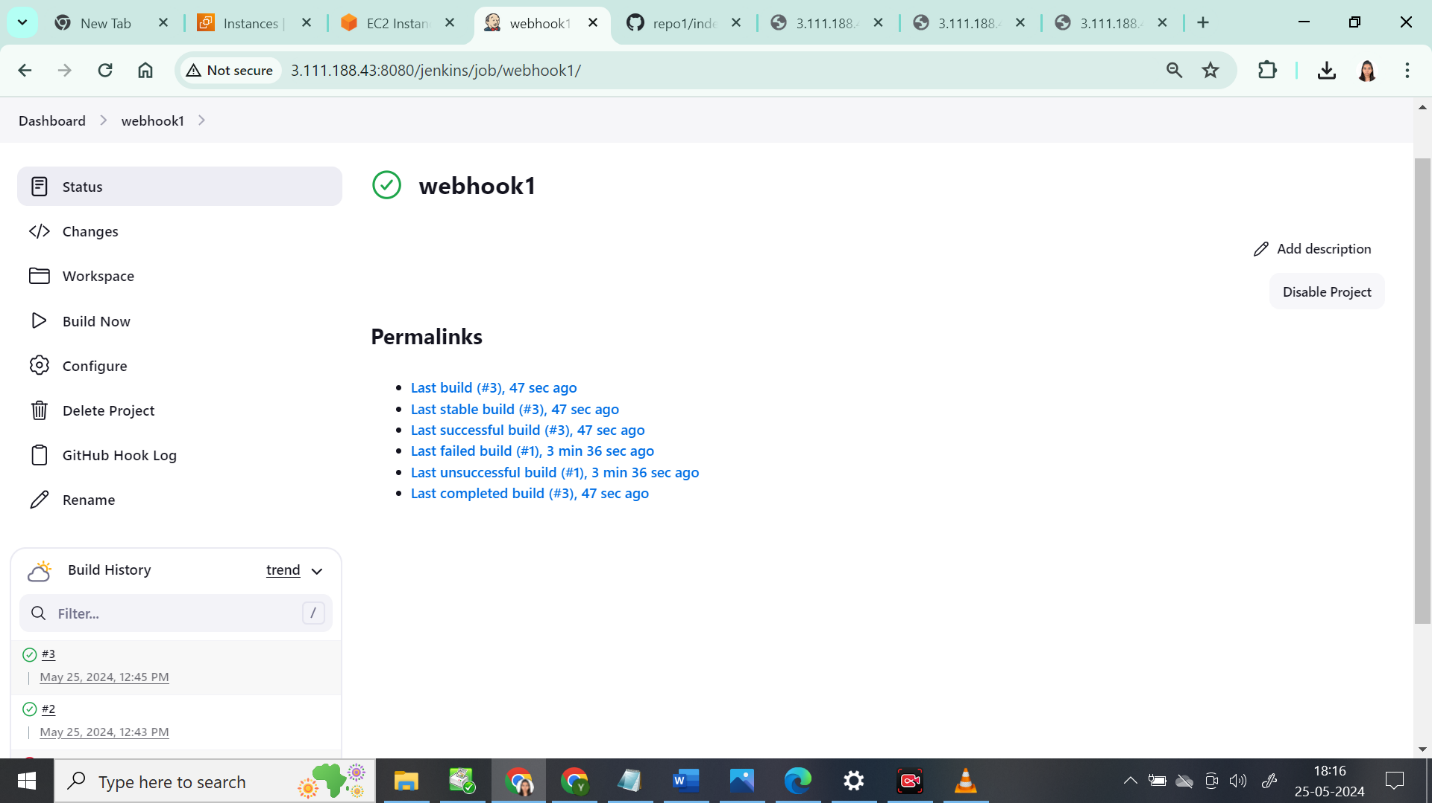 New Tab
Instances |
EC2 Instan
webhook1
repo1/inde
3.111.188.
3.111.188.
3.111.188.
Not secure
3.111.188.43:8080/jenkins/job/webhook1/
Dashboard > webhook1 >
Status
webhook1
Changes
Add description
Workspace
Disable Project
Build Now
Permalinks
Configure
Last build (#3), 47 sec ago
Delete Project
Last stable build (#3), 47 sec ago
Last successful build (#3), 47 sec ago
GitHub Hook Log
Last failed build (#1), 3 min 36 sec ago
Last unsuccessful build (#1), 3 min 36 sec ago
Rename
Last completed build (#3), 47 sec ago
Build History
trend
Filter...
/
#3
May 25, 2024, 12:45 PM
#2
May 25, 2024, 12:43 PM
Type here to search
18:16
25-05-2024